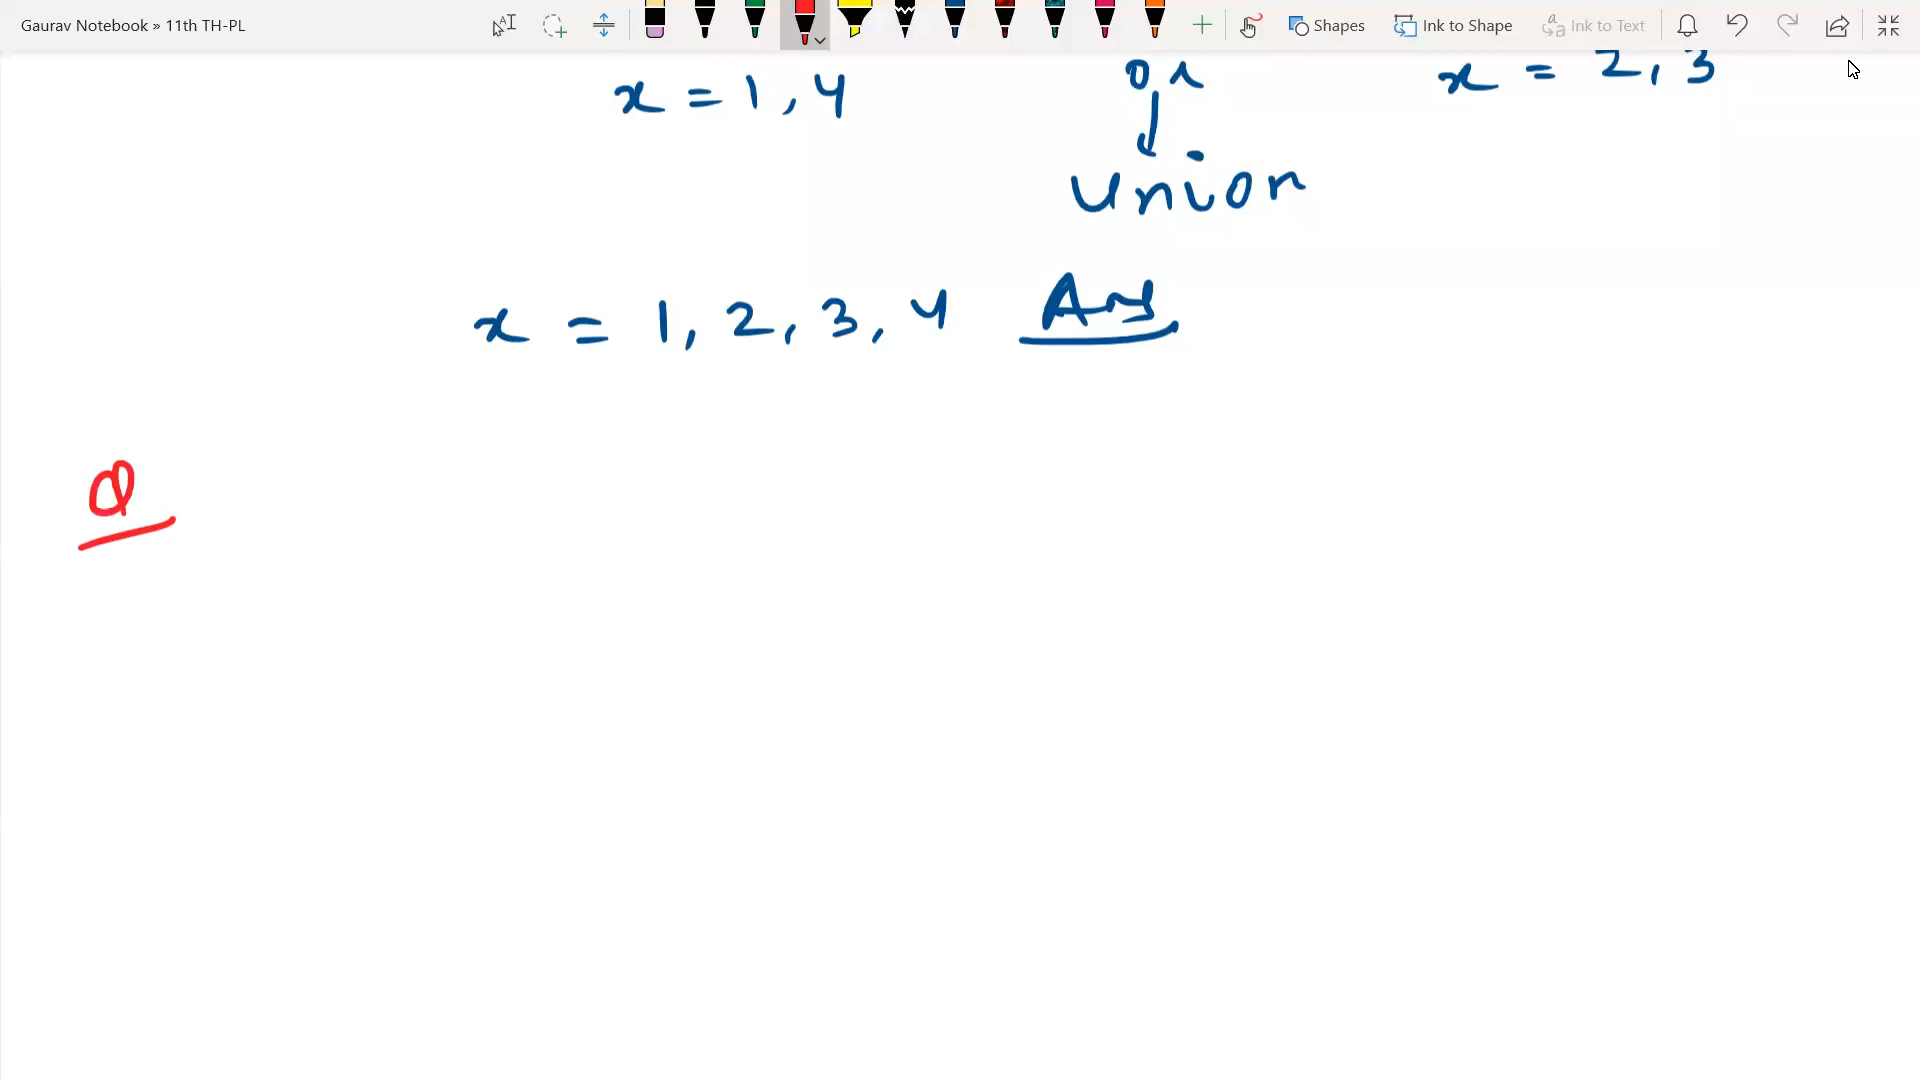 Gaurav Notebook » 11th TH-PL
Shapes
Ink to Shape
Ink to Text
x = 1, 4
or
x = 2, 3
union
x = 1, 2, 3, 4 Ans
Q